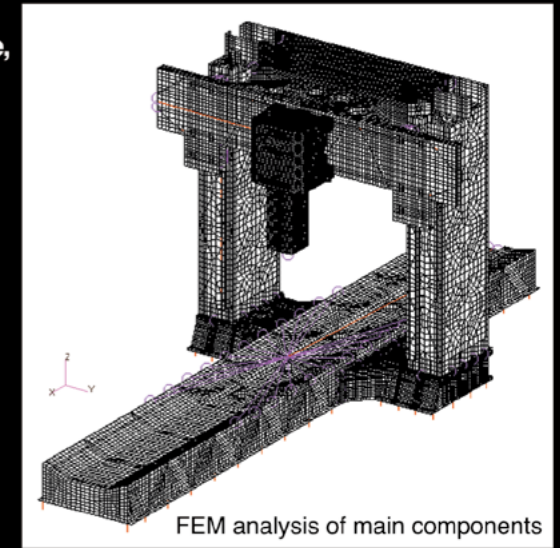 e,
Z
X Y
FEM analysis of main components